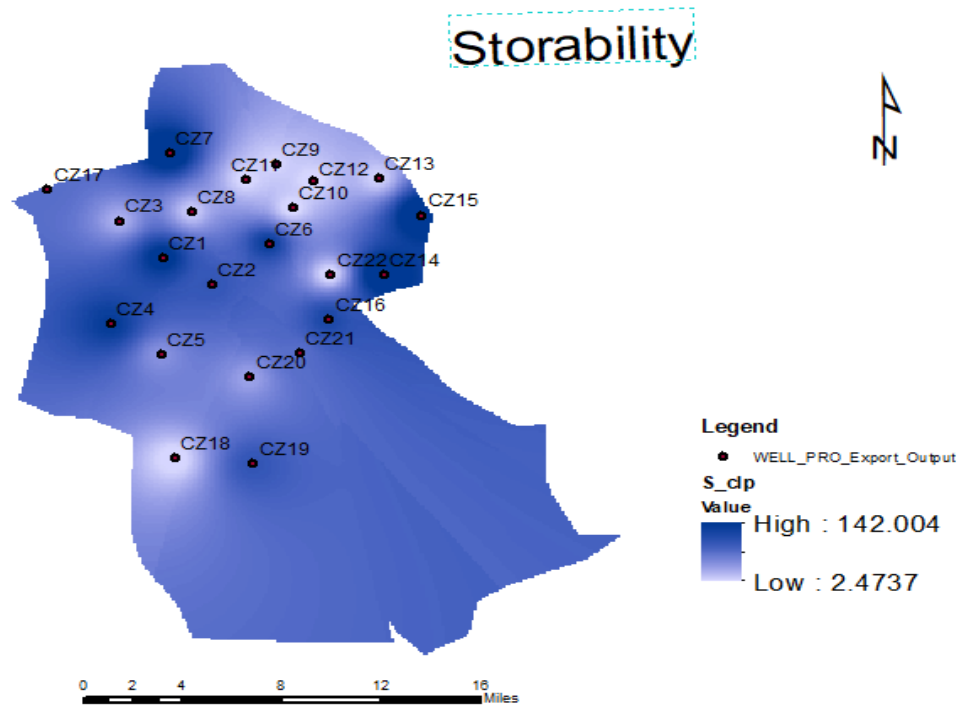 Storability
N
CZ7
CZ9
CZ11
CZ12
CZ13
CZ17
CZ3
CZ8
CZ10
CZ15
CZ6
CZ1
CZ2
CZ22
CZ14
CZ4
CZ16
CZ5
CZ21
CZ20
CZ18
CZ19
Legend
WELL_PRO_Export_Output
S_clp
Value
High : 142.004
Low : 2.4737
0 2 4 8 12 16
Miles